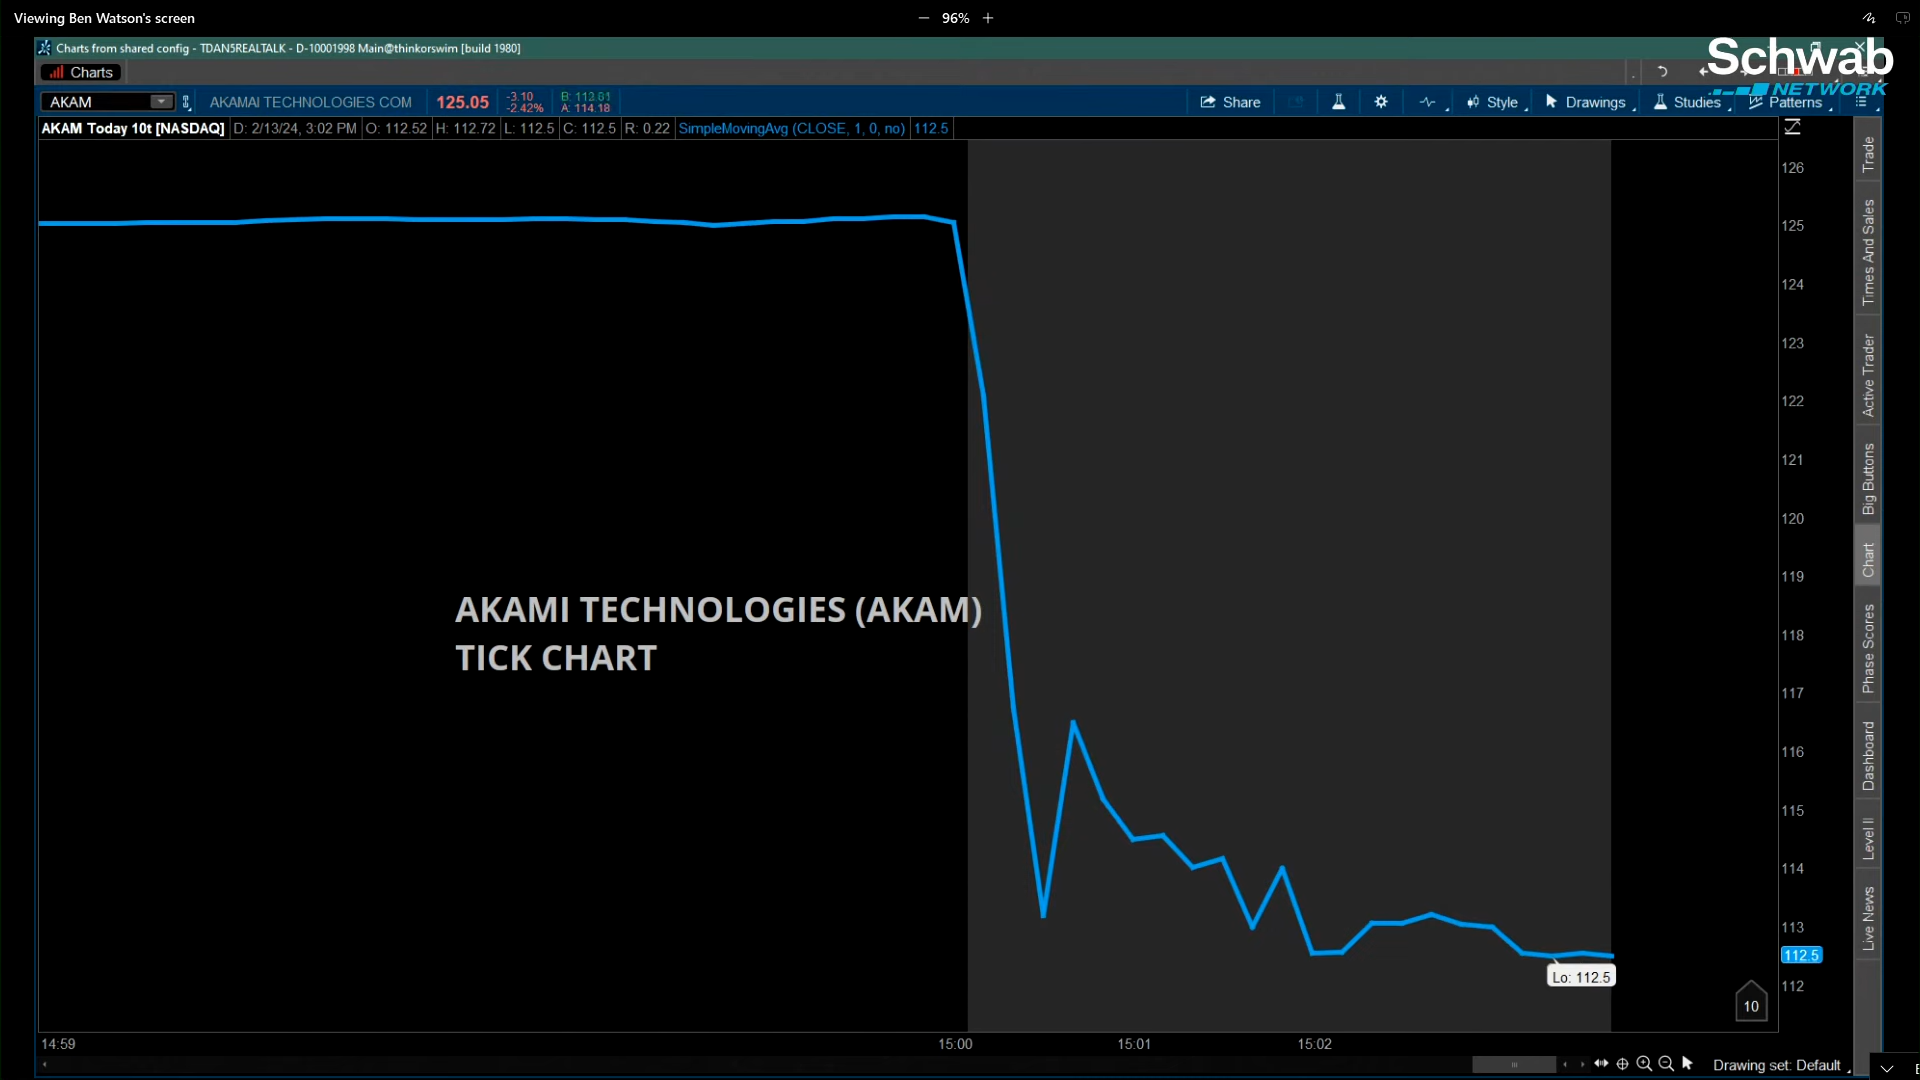 Viewing Ben Watson's screen
96%
Charts from shared config - TDAN5REALTALK - D-10001998 Main@thinkorswim [build 1980]
Schwab
NETWORK
Charts
AKAM
AKAMAI TECHNOLOGIES COM
125.05
-3.10
-2.42%
B: 113.61
A: 114.18
Share
Style
Drawings
Studies
Patterns
AKAM Today 10t [NASDAQ] D: 2/13/24, 3:02 PM O: 112.52 H: 112.72 L: 112.5 C: 112.5 R: 0.22 SimpleMovingAvg (CLOSE, 1, 0, no) 112.5
126
125
124
123
122
121
120
119
118
117
116
115
114
113
112.5
112
AKAMI TECHNOLOGIES (AKAM)
TICK CHART
Lo: 112.5
10
14:59
15:00
15:01
15:02
Trade
Times And Sales
Active Trader
Big Buttons
Chart
Phase Scores
Dashboard
Level II
Live News
Drawing set: Default